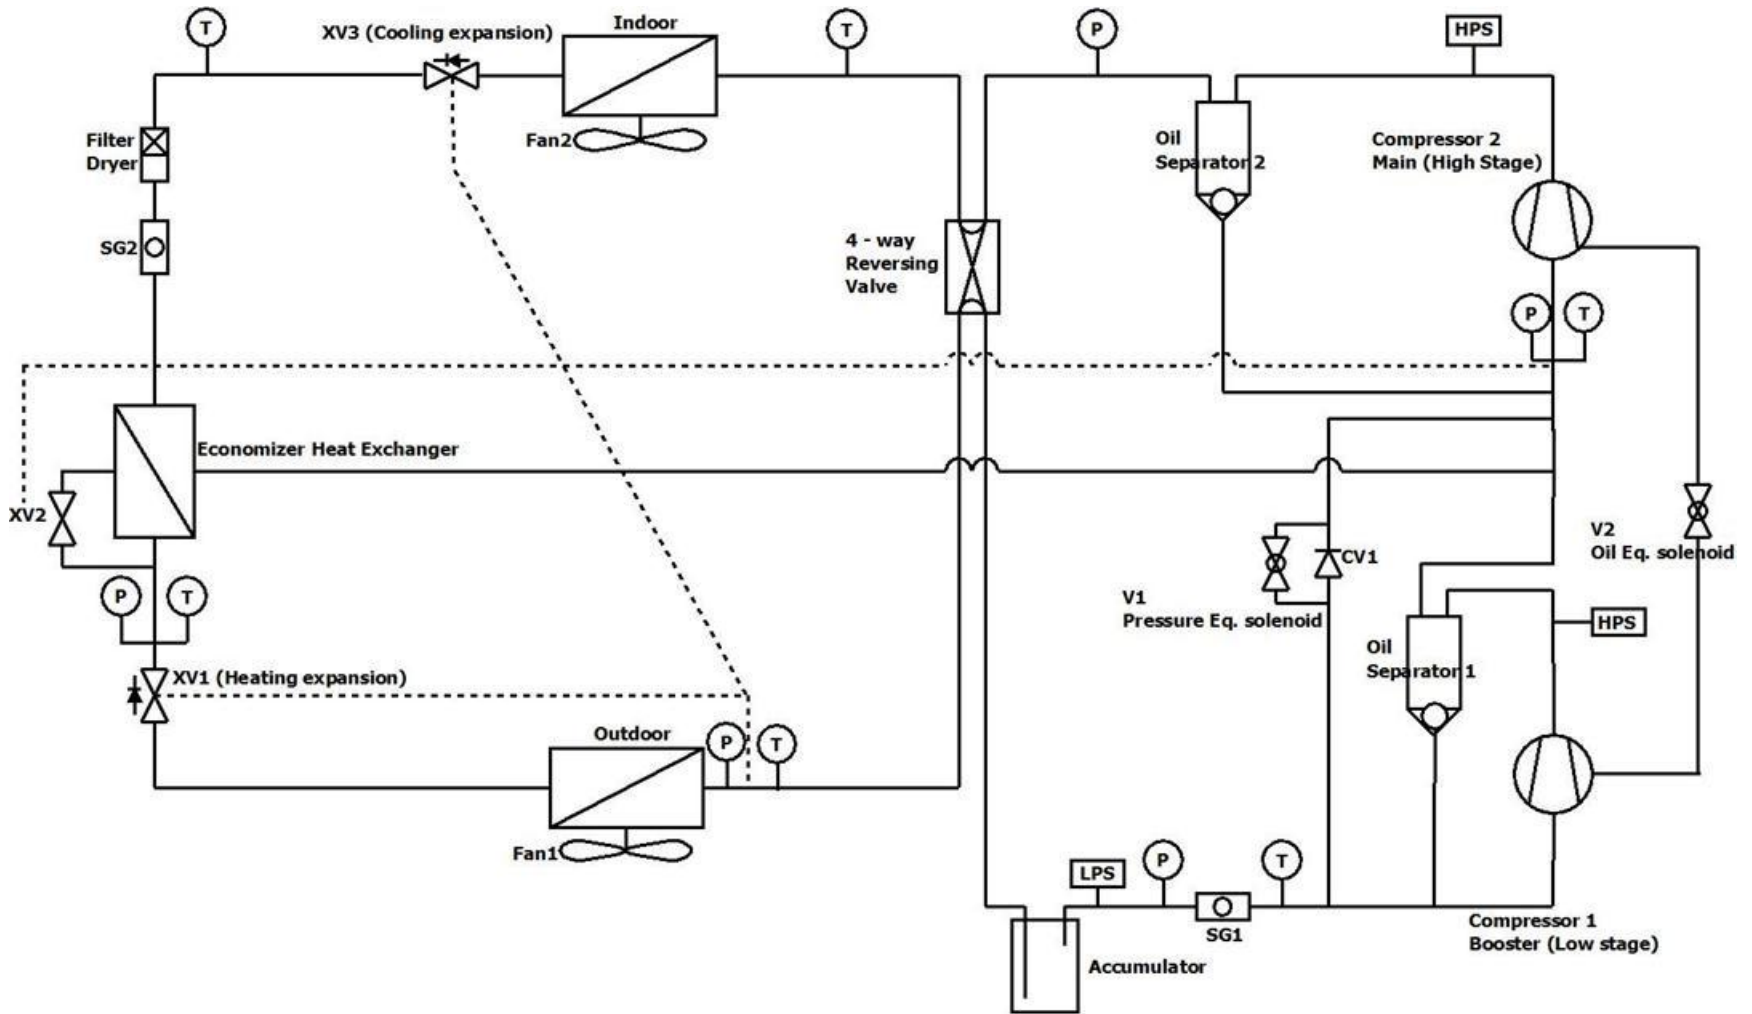 T
XV3 (Cooling expansion)
Indoor
T
P
HPS
Filter
Dryer
Fan2
Oil
Separator 2
Compressor 2
Main (High Stage)
SG2
4 - way
Reversing
Valve
P
T
Economizer Heat Exchanger
XV2
V2
Oil Eq. solenoid
CV1
P
T
V1
Pressure Eq. solenoid
HPS
Oil
Separator 1
XV1 (Heating expansion)
Outdoor
P
T
Fan1
LPS
P
T
SG1
Compressor 1
Booster (Low stage)
Accumulator